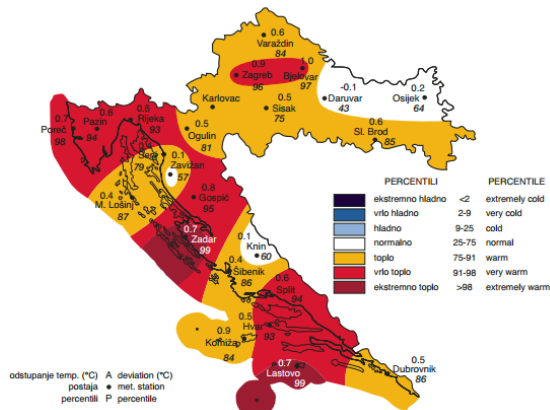 0.6
Varaždin
84
0.9
Zagreb
96
1.0
Bjelovar
97
-0.1
Daruvar
43
0.2
Osijek
64
Karlovac
0.5
Sisak
75
0.6
Sl. Brod
85
0.7
Poreč
98
0.6
Pazin
94
0.6
Rijeka
93
0.5
Ogulin
81
Senj
79
0.1
Zavižan
57
0.4
M. Lošinj
87
0.8
Gospić
95
0.7
Zadar
99
0.1
Knin
60
0.4
Šibenik
86
0.6
Split
94
0.5
Hvar
93
0.9
Komiža
84
0.7
Lastovo
99
0.5
Dubrovnik
86
PERCENTILI PERCENTILE
ekstremno hladno <2 extremely cold
vrlo hladno 2-9 very cold
hladno 9-25 cold
normalno 25-75 normal
toplo 75-91 warm
vrlo toplo 91-98 very warm
ekstremno toplo >98 extremely warm
odstupanje temp. (°C) A deviation (°C)
postaja met. station
percentili P percentile